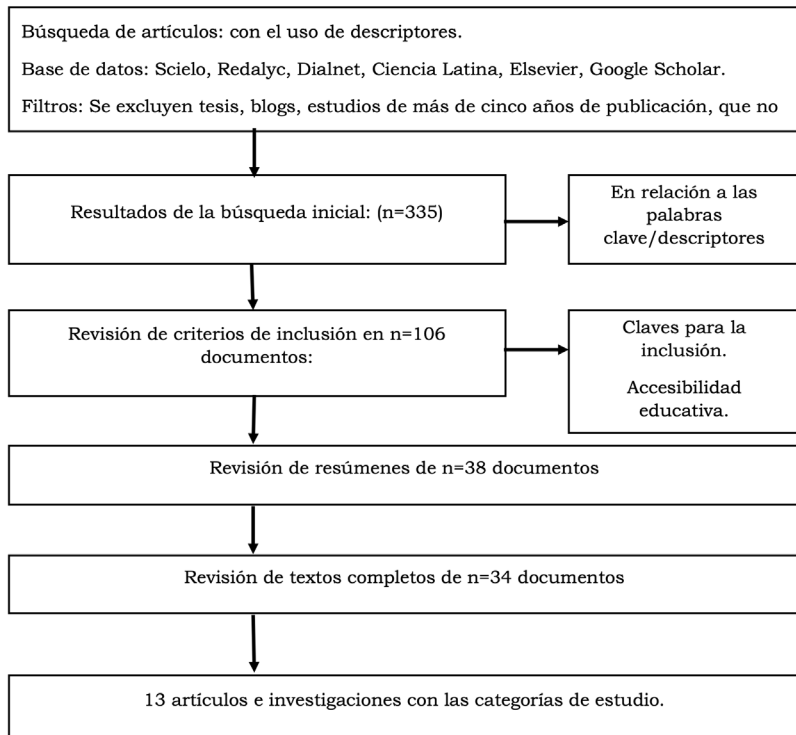 Búsqueda de artículos: con el uso de descriptores.
Base de datos: Scielo, Redalyc, Dialnet, Ciencia Latina, Elsevier, Google Scholar.
Filtros: Se excluyen tesis, blogs, estudios de más de cinco años de publicación, que no
Resultados de la búsqueda inicial: (n=335)
En relación a las
palabras
clave/descriptores
Revisión de criterios de inclusión en n=106
documentos:
Claves para la
inclusión.
Accesibilidad
educativa.
Revisión de resúmenes de n=38 documentos
Revisión de textos completos de n=34 documentos
13 artículos e investigaciones con las categorías de estudio.